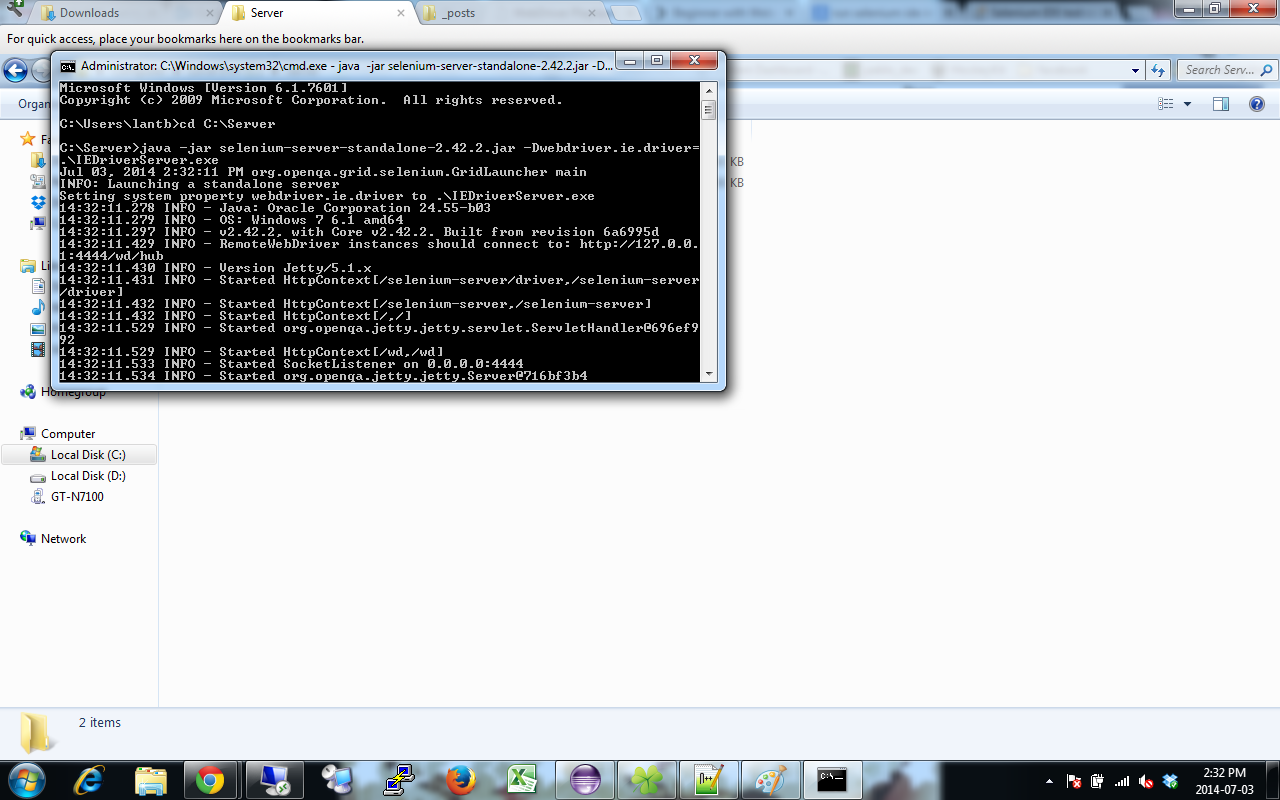 Downloads
Server
_posts
For quick access, place your bookmarks here on the bookmarks bar.
Administrator: C:\Windows\system32\cmd.exe - java -jar selenium-server-standalone-2.42.2.jar -D...
Search Serv...
Microsoft Windows [Version 6.1.7601]
Copyright (c) 2009 Microsoft Corporation. All rights reserved.
C:\Users\lantb>cd C:\Server
C:\Server>java -jar selenium-server-standalone-2.42.2.jar -Dwebdriver.ie.driver=
.\IEDriverServer.exe
Jul 03, 2014 2:32:11 PM org.openqa.grid.selenium.GridLauncher main
INFO: Launching a standalone server
Setting system property webdriver.ie.driver to .\IEDriverServer.exe
14:32:11.278 INFO - Java: Oracle Corporation 24.55-b03
14:32:11.279 INFO - OS: Windows 7 6.1 amd64
14:32:11.297 INFO - v2.42.2, with Core v2.42.2. Built from revision 6a6995d
14:32:11.429 INFO - RemoteWebDriver instances should connect to: http://127.0.0.
1:4444/wd/hub
14:32:11.430 INFO - Version Jetty/5.1.x
14:32:11.431 INFO - Started HttpContext[/selenium-server/driver,/selenium-server
/driver]
14:32:11.432 INFO - Started HttpContext[/selenium-server,/selenium-server]
14:32:11.432 INFO - Started HttpContext[/,/]
14:32:11.529 INFO - Started org.openqa.jetty.jetty.servlet.ServletHandler@696ef9
92
14:32:11.529 INFO - Started HttpContext[/wd,/wd]
14:32:11.533 INFO - Started SocketListener on 0.0.0.0:4444
14:32:11.534 INFO - Started org.openqa.jetty.jetty.Server@716bf3b4
KB
KB
Homegroup
Computer
Local Disk (C:)
Local Disk (D:)
GT-N7100
Network
2 items
2:32 PM
2014-07-03